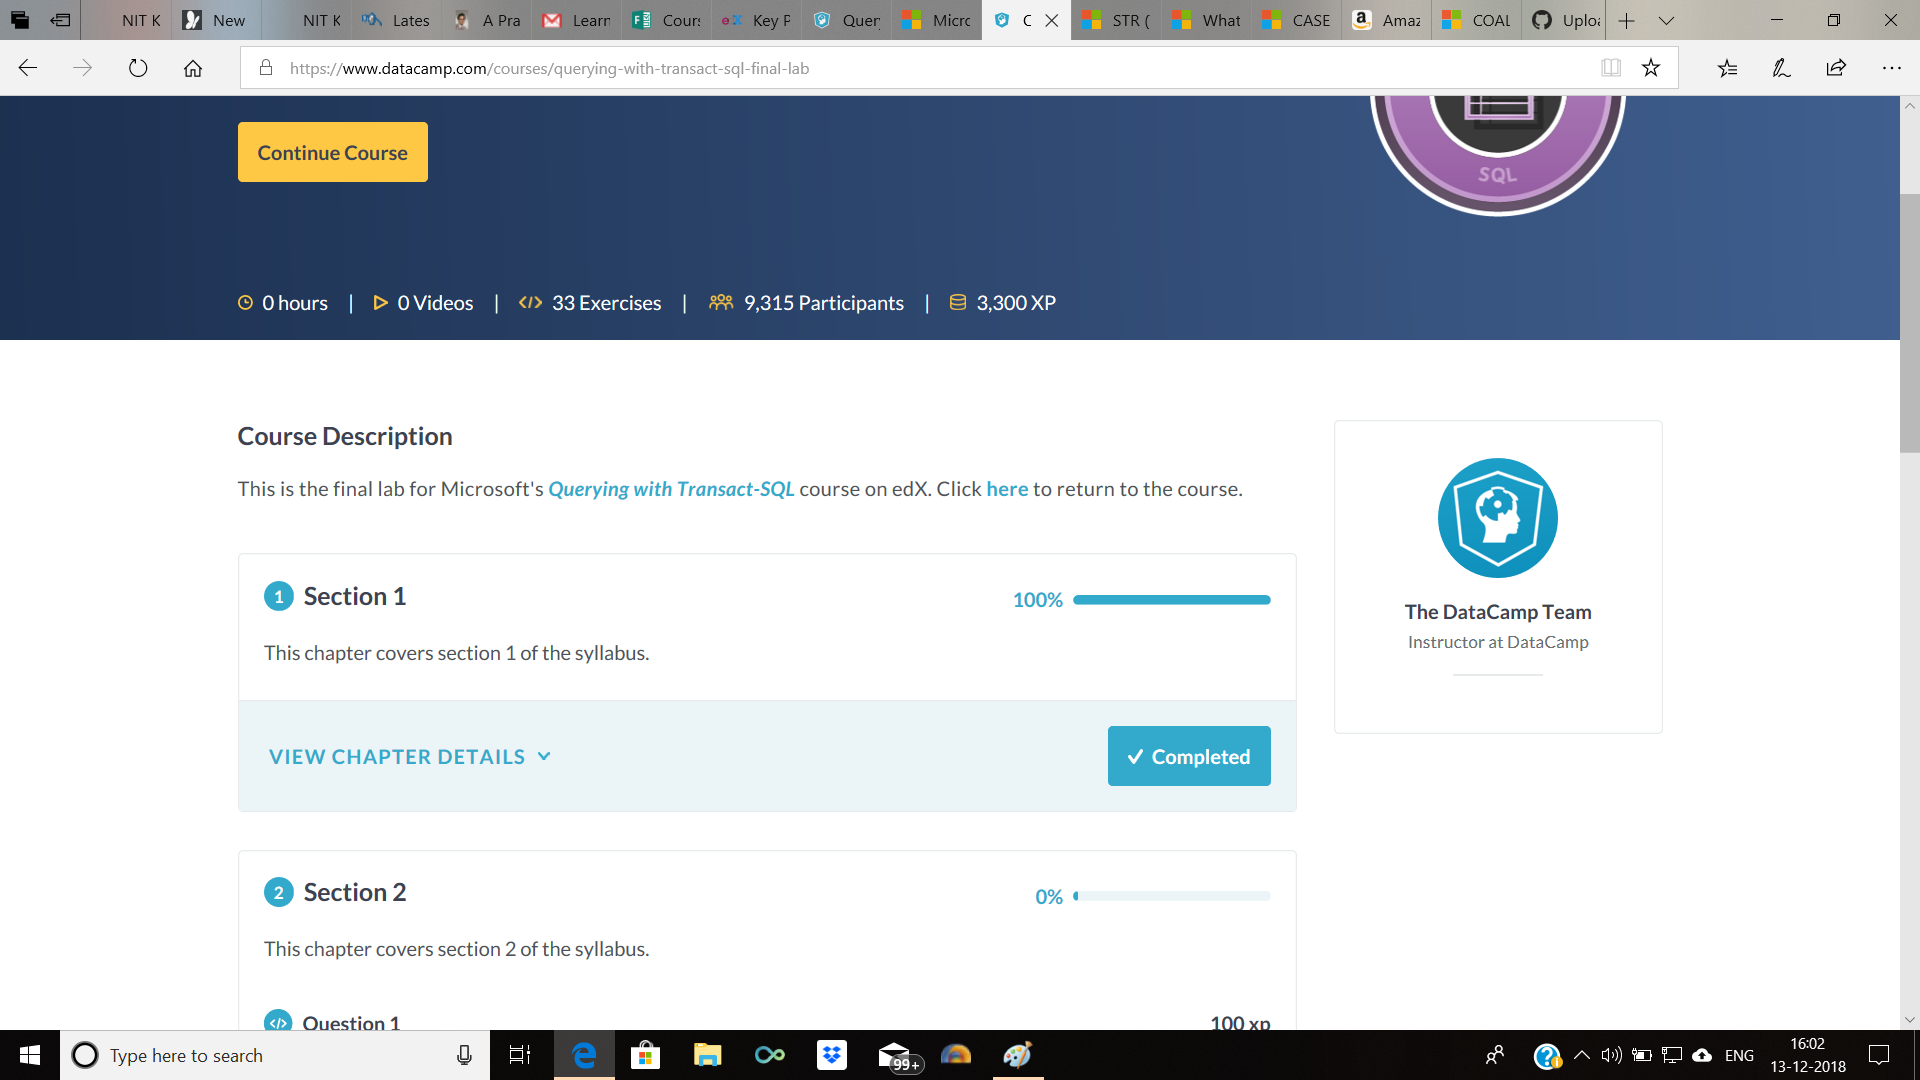 NIT K
New
NIT K
Lates
A Pra
Learn
Cours
Key P
Query
Micro
C
STR (
What
CASE
Amaz
COAL
Uploa
https://www.datacamp.com/courses/querying-with-transact-sql-final-lab
Continue Course
SQL
0 hours | 0 Videos | 33 Exercises | 9,315 Participants | 3,300 XP
Course Description
This is the final lab for Microsoft's Querying with Transact-SQL course on edX. Click here to return to the course.
The DataCamp Team
Instructor at DataCamp
1 Section 1 100%
This chapter covers section 1 of the syllabus.
VIEW CHAPTER DETAILS
Completed
2 Section 2 0%
This chapter covers section 2 of the syllabus.
Question 1 100 xp
Type here to search
99+
ENG
16:02
13-12-2018